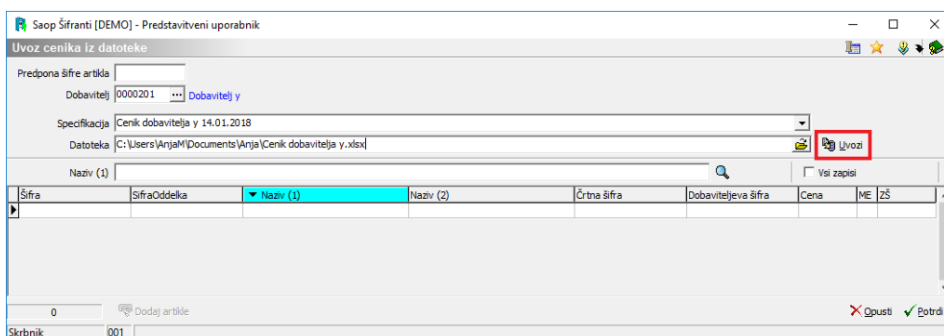 Saop Šifranti [DEMO] - Predstavitveni uporabnik
Uvoz cenika iz datoteke
Predpona šifre artikla
Dobavitelj 0000201 ... Dobavitelj y
Specifikacija Cenik dobavitelja y 14.01.2018
Datoteka C:\Users\AnjaM\Documents\Anja\Cenik dobavitelja y.xlsx Uvozi
Naziv (1) Vsi zapisi
Šifra SifraOddelka Naziv (1) Naziv (2) Črtna šifra Dobaviteljeva šifra Cena ME ZŠ
0 Dodaj artikle Opusti Potrdi
Skrbnik 001